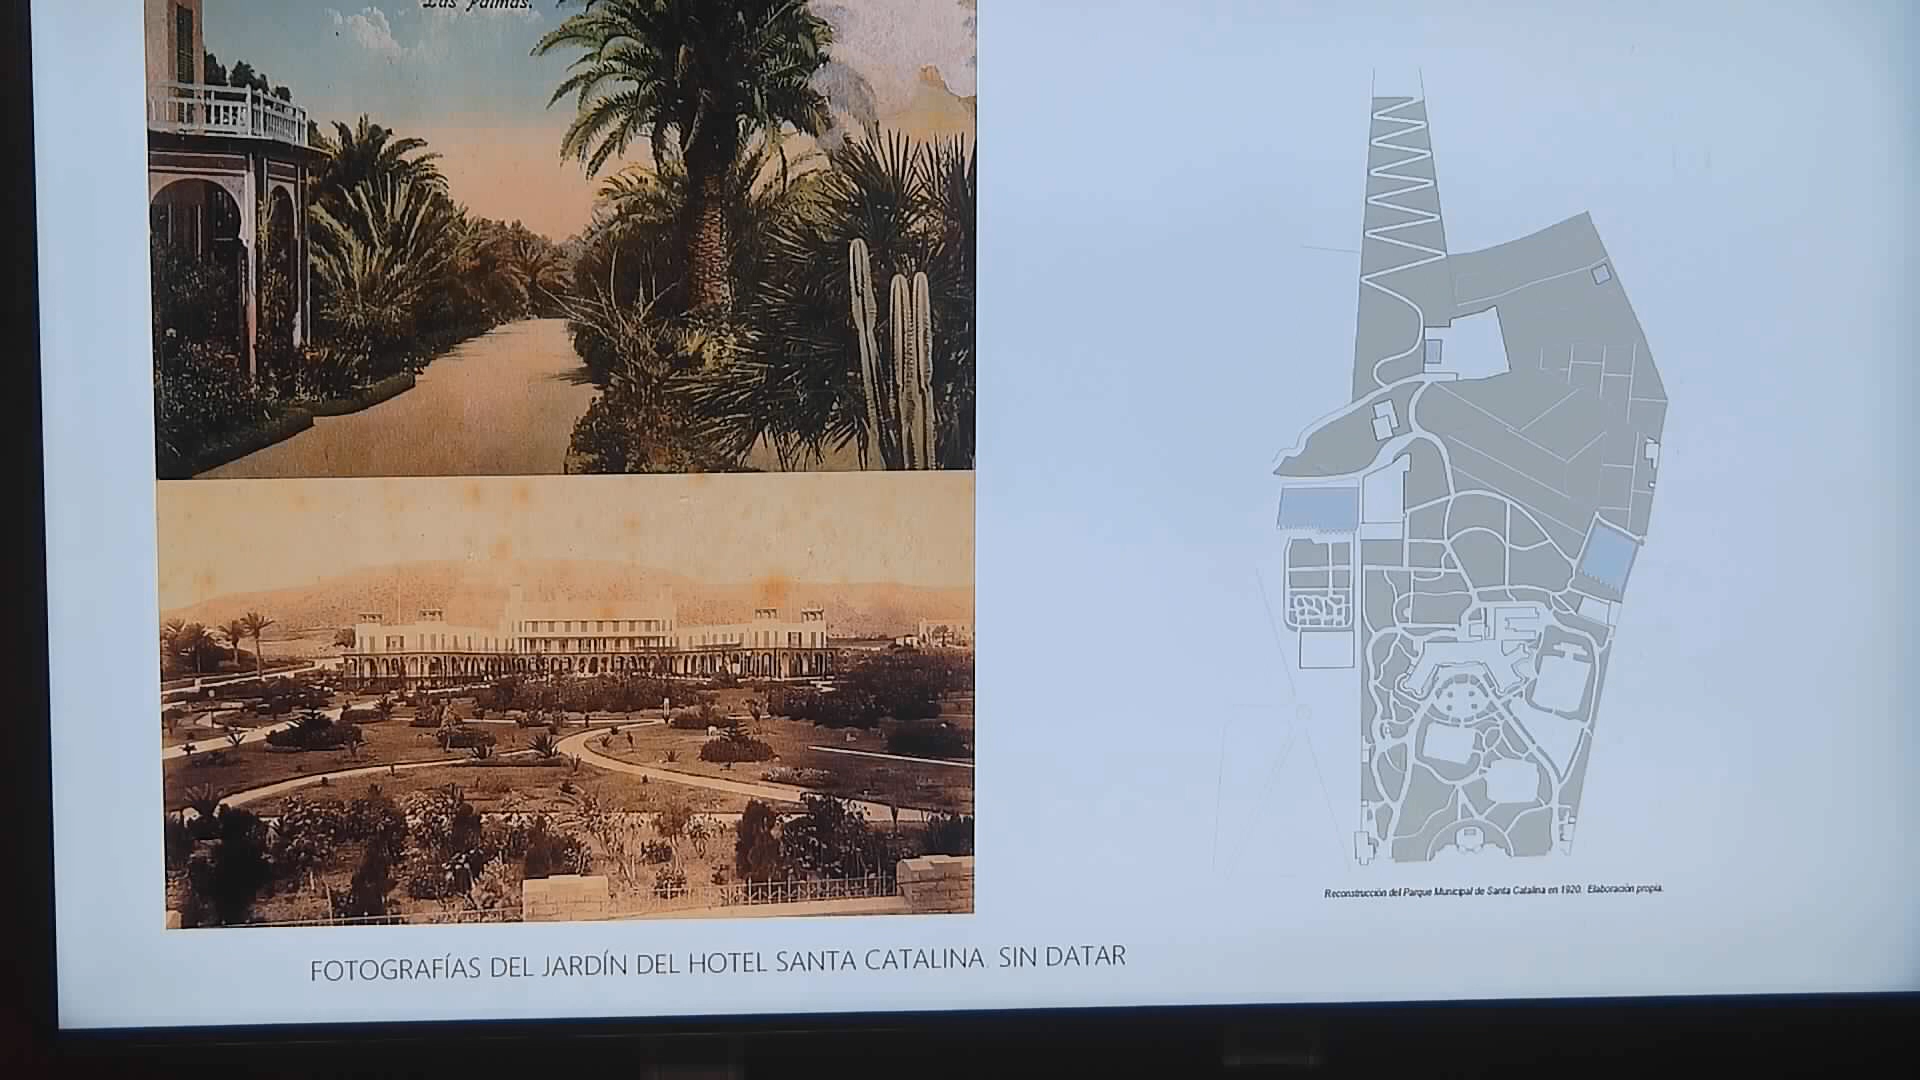 Las Palmas.
Reconstrucción del Parque Municipal de Santa Catalina en 1920. Elaboración propia.
FOTOGRAFÍAS DEL JARDÍN DEL HOTEL SANTA CATALINA. SIN DATAR